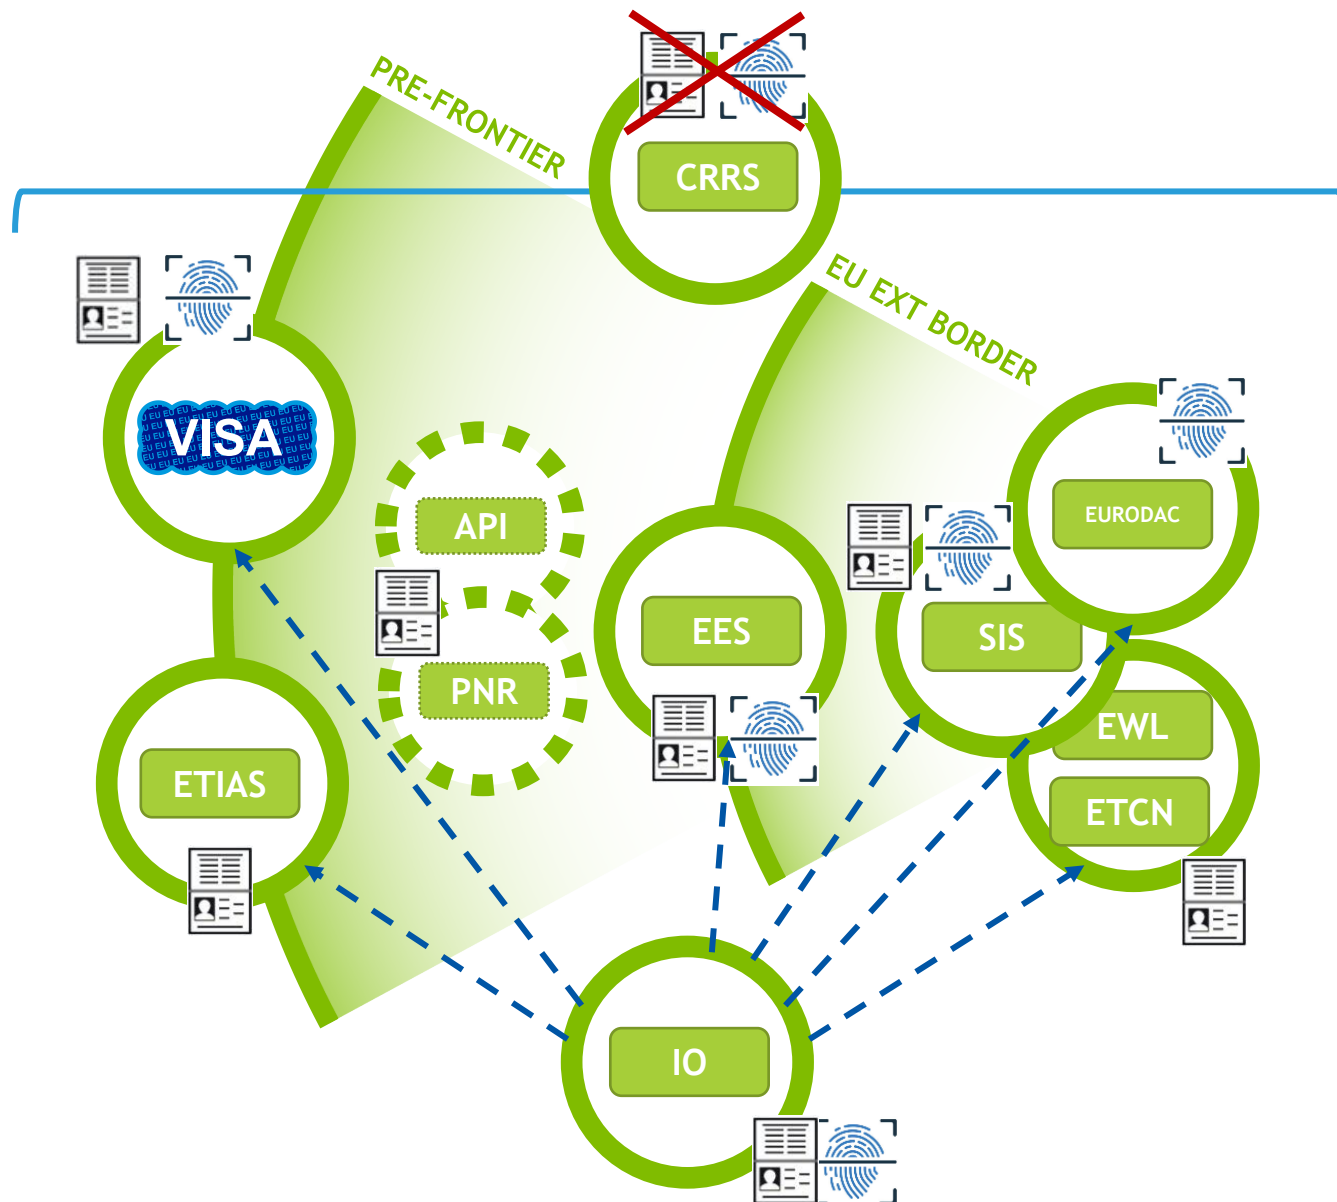 PRE-FRONTIER
CRRS
EU EXT BORDER
VISA
API
EURODAC
EES
SIS
PNR
EWL
ETIAS
ETCN
IO